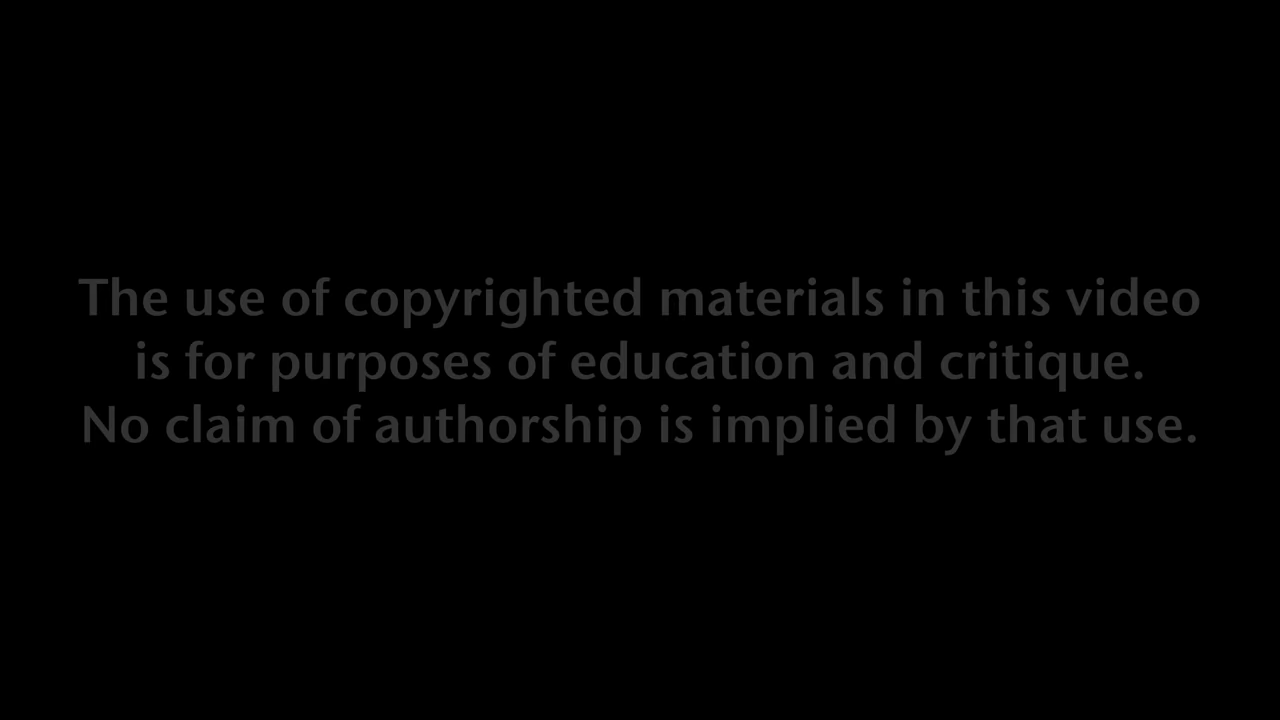 The use of copyrighted materials in this video
is for purposes of education and critique.
No claim of authorship is implied by that use.